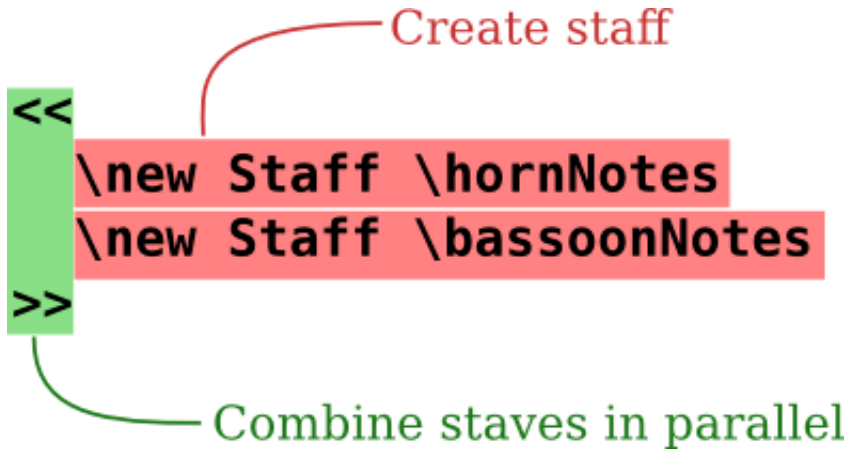 Create staff
<<
\new Staff \hornNotes
\new Staff \bassoonNotes
>>
Combine staves in parallel